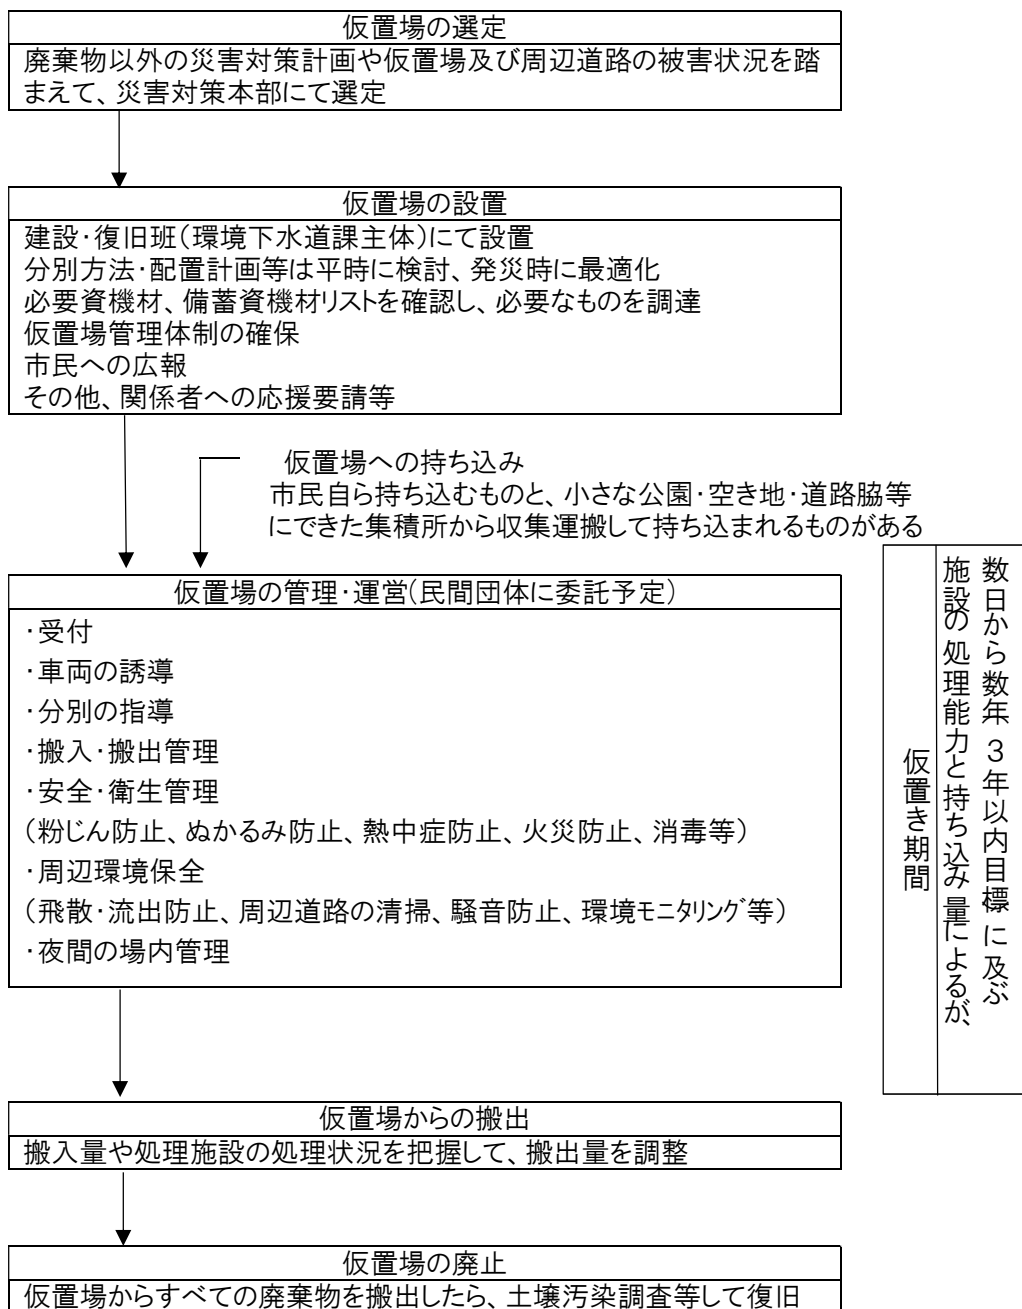 仮置場の選定
廃棄物以外の災害対策計画や仮置場及び周辺道路の被害状況を踏
まえて、災害対策本部にて選定
仮置場の設置
建設・復旧班（環境下水道課主体）にて設置
分別方法・配置計画等は平時に検討、発災時に最適化
必要資機材、備蓄資機材リストを確認し、必要なものを調達
仮置場管理体制の確保
市民への広報
その他、関係者への応援要請等
仮置場への持ち込み
市民自ら持ち込むものと、小さな公園・空き地・道路脇等
にできた集積所から収集運搬して持ち込まれるものがある
仮置場の管理・運営（民間団体に委託予定）
・受付
・車両の誘導
・分別の指導
・搬入・搬出管理
・安全・衛生管理
（粉じん防止、ぬかるみ防止、熱中症防止、火災防止、消毒等）
・周辺環境保全
（飛散・流出防止、周辺道路の清掃、騒音防止、環境モニタリング等）
・夜間の場内管理
仮置き期間
施設の処理能力と持ち込み量によるが、
数日から数年３年以内目標に及ぶ
仮置場からの搬出
搬入量や処理施設の処理状況を把握して、搬出量を調整
仮置場の廃止
仮置場からすべての廃棄物を搬出したら、土壌汚染調査等して復旧